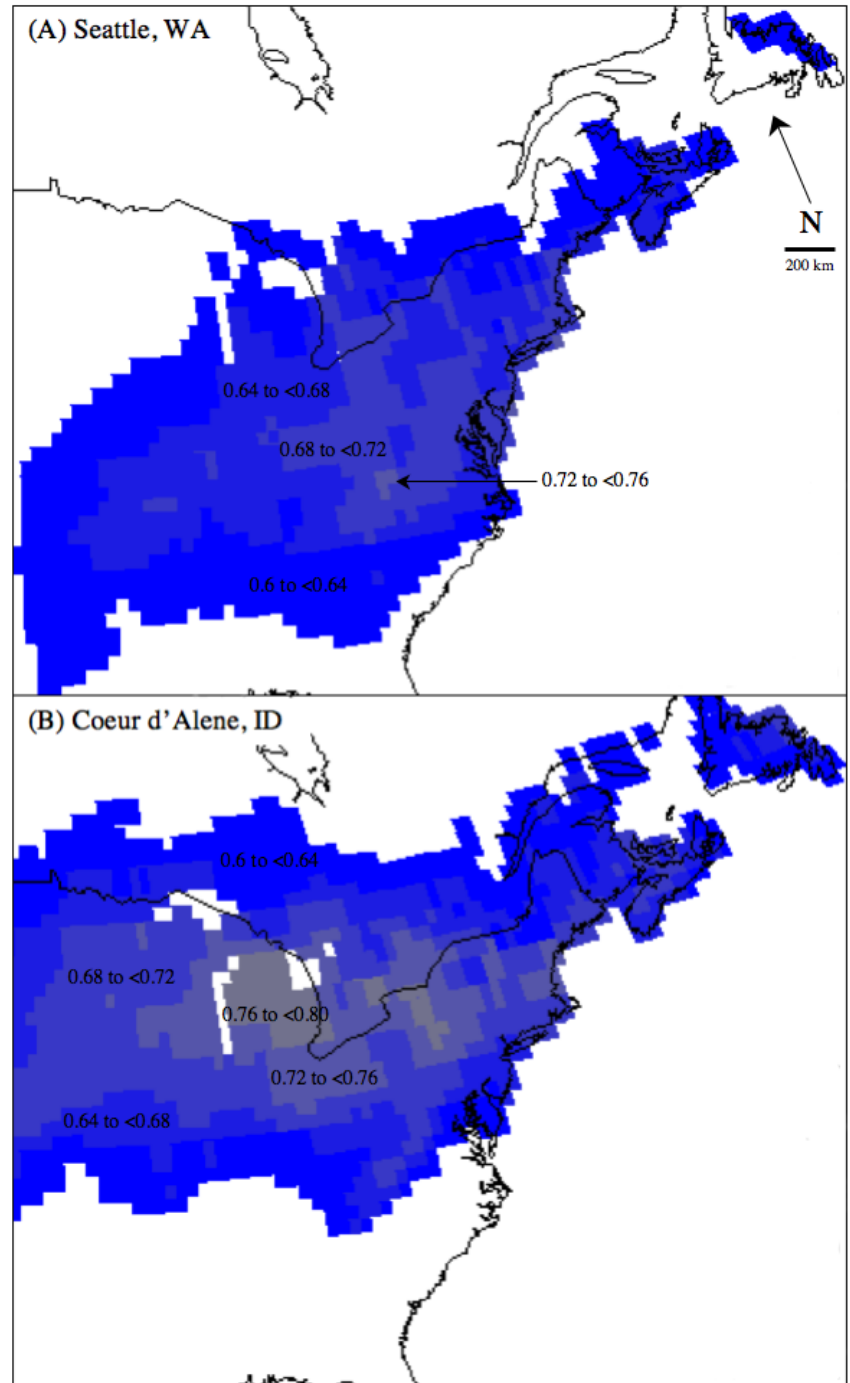 (A) Seattle, WA
N
200 km
0.64 to <0.68
0.68 to <0.72
0.72 to <0.76
0.6 to <0.64
(B) Coeur d’Alene, ID
0.6 to <0.64
0.68 to <0.72
0.76 to <0.80
0.72 to <0.76
0.64 to <0.68